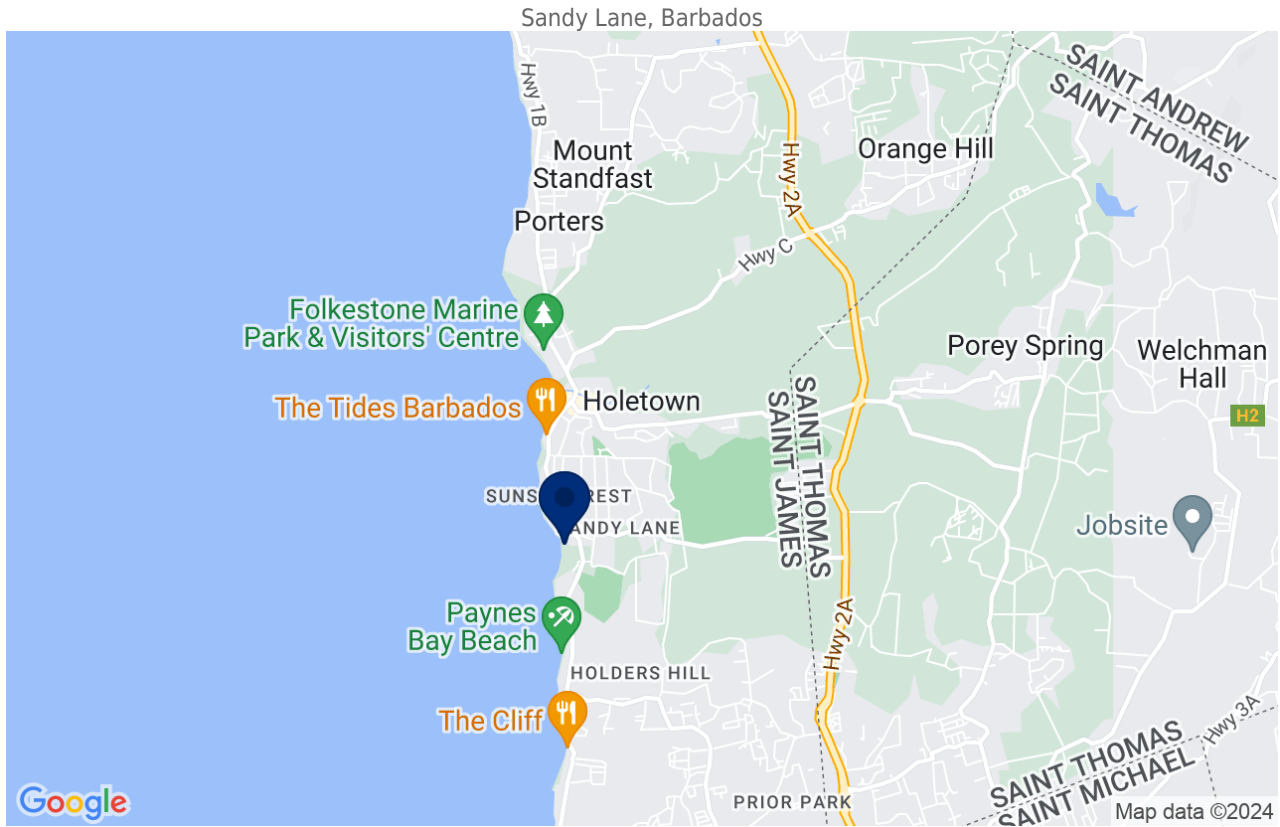 Sandy Lane, Barbados
Hwy 1B
SAINT ANDREW
SAINT THOMAS
Mount
Standfast
Orange Hill
Hwy 2A
Porters
Hwy C
Folkestone Marine
Park & Visitors' Centre
Porey Spring
Welchman
Hall
The Tides Barbados
Holetown
SAINT THOMAS
SAINT JAMES
H2
SUNS REST
ANDY LANE
Jobsite
Paynes
Bay Beach
Hwy 2A
HOLDERS HILL
The Cliff
Hwy 3A
SAINT THOMAS
SAINT MICHAEL
PRIOR PARK
Google
Map data ©2024